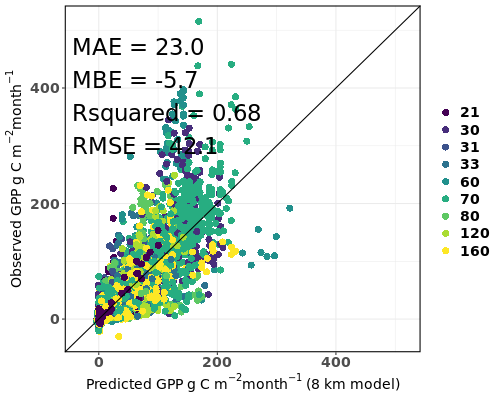 MAE = 23.0
MBE = -5.7
Rsquared = 0.68
RMSE = 42.1
Observed GPP g C m⁻²month⁻¹
400
200
0
0 200 400
Predicted GPP g C m⁻²month⁻¹ (8 km model)
21
30
31
33
60
70
80
120
160